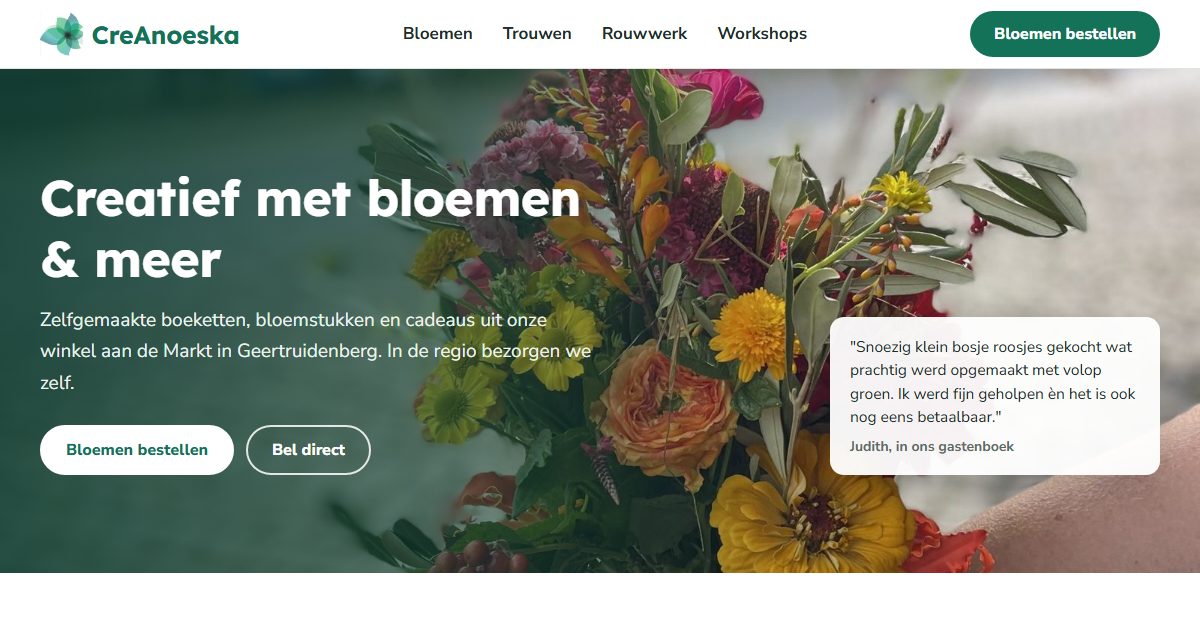 CreAnoeska
Bloemen
Trouwen
Rouwwerk
Workshops
Bloemen bestellen
Creatief met bloemen
& meer
Zelfgemaakte boeketten, bloemstukken en cadeaus uit onze
winkel aan de Markt in Geertruidenberg. In de regio bezorgen we
zelf.
Bloemen bestellen
Bel direct
"Snoezig klein bosje roosjes gekocht wat
prachtig werd opgemaakt met volop
groen. Ik werd fijn geholpen èn het is ook
nog eens betaalbaar."
Judith, in ons gastenboek